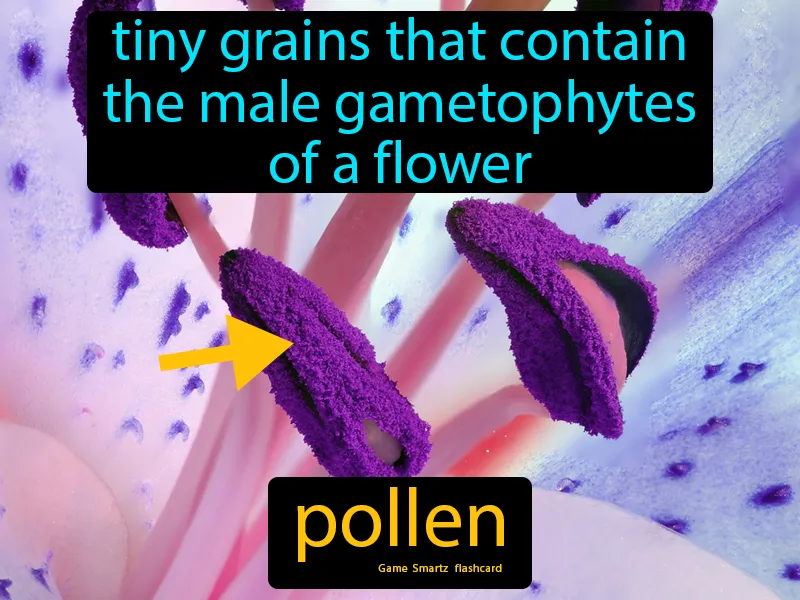 tiny grains that contain
the male gametophytes
of a flower
pollen
Game Smartz flashcard